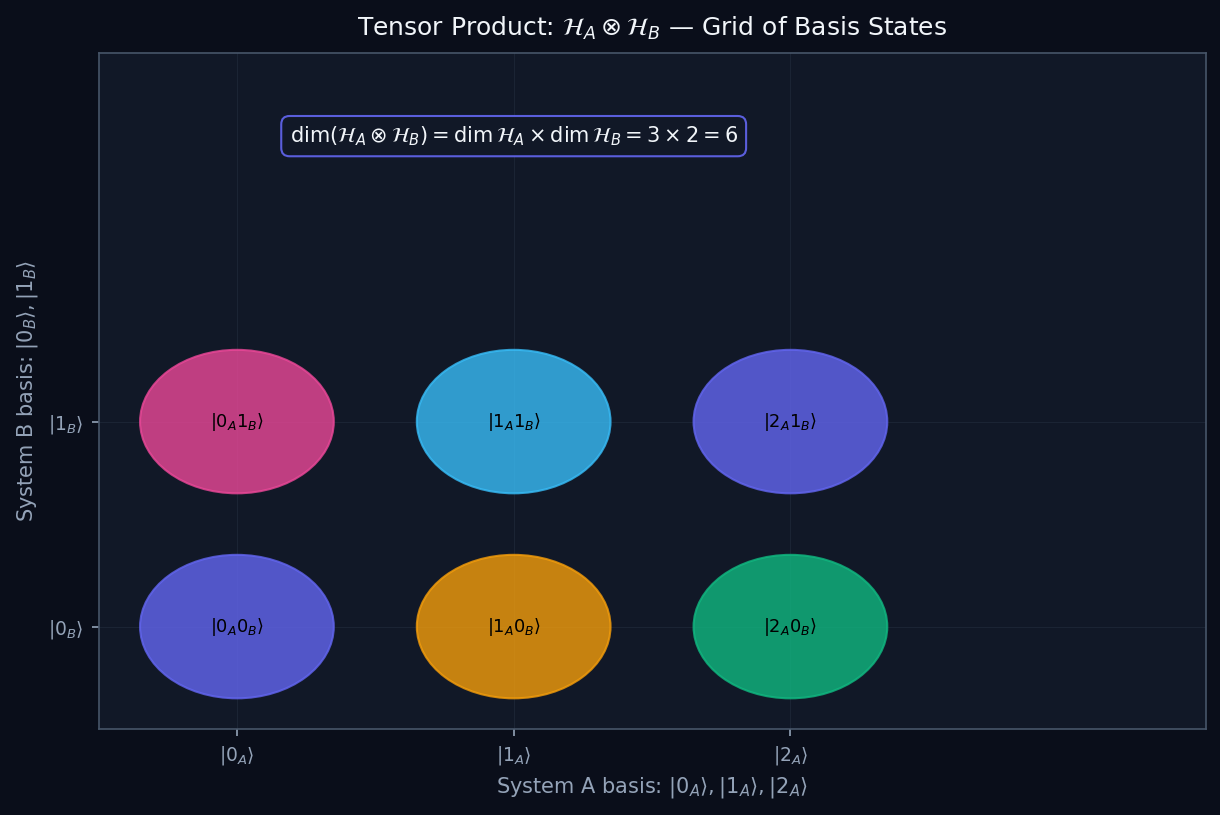 Tensor Product: ℋ_A ⊗ ℋ_B — Grid of Basis States
dim(ℋ_A ⊗ ℋ_B) = dim ℋ_A × dim ℋ_B = 3 × 2 = 6
System B basis: |0_B⟩, |1_B⟩
|1_B⟩
|0_A1_B⟩
|1_A1_B⟩
|2_A1_B⟩
|0_B⟩
|0_A0_B⟩
|1_A0_B⟩
|2_A0_B⟩
|0_A⟩
|1_A⟩
|2_A⟩
System A basis: |0_A⟩, |1_A⟩, |2_A⟩